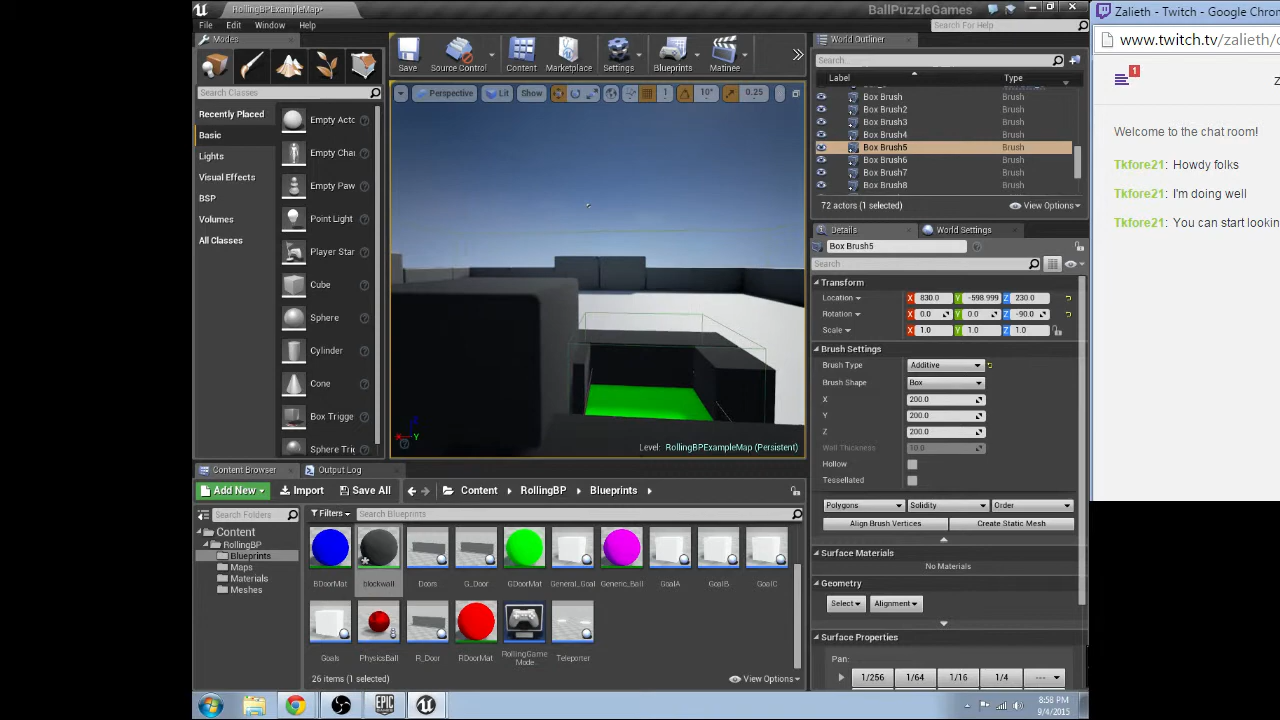 RollingBPExampleMap*
BallPuzzleGames
File Edit Window Help
Search For Help
Modes
Search Classes
Recently Placed
Basic
Lights
Visual Effects
BSP
Volumes
All Classes
Empty Acto
Empty Char
Empty Paw
Point Light
Player Star
Cube
Sphere
Cylinder
Cone
Box Trigge
Sphere Trig
Save
Source Control
Content
Marketplace
Settings
Blueprints
Matinee
Perspective
Lit
Show
1
10°
0.25
Level: RollingBPExampleMap (Persistent)
World Outliner
Search...
Label Type
Box Brush Brush
Box Brush2 Brush
Box Brush3 Brush
Box Brush4 Brush
Box Brush5 Brush
Box Brush6 Brush
Box Brush7 Brush
Box Brush8 Brush
72 actors (1 selected)
View Options
Details
World Settings
Box Brush5
Search
Transform
Location X 830.0 Y -598.999 Z 230.0
Rotation X 0.0 Y 0.0 Z -90.0
Scale X 1.0 Y 1.0 Z 1.0
Brush Settings
Brush Type Additive
Brush Shape Box
X 200.0
Y 200.0
Z 200.0
Wall Thickness 10.0
Hollow
Tessellated
Polygons Solidity Order
Align Brush Vertices Create Static Mesh
Surface Materials
No Materials
Geometry
Select Alignment
Surface Properties
Pan:
1/256 1/64 1/16 1/4 ---
Content Browser
Output Log
Add New Import Save All Content RollingBP Blueprints
Search Folders
Content
RollingBP
Blueprints
Maps
Materials
Meshes
Filters
Search Blueprints
BDoorMat blockwall Doors G_Door GDoorMat General_Goal Generic_Ball GoalA GoalB GoalC
Goals PhysicsBall R_Door RDoorMat RollingGame Mode. Teleporter
26 items (1 selected)
View Options
EPIC
8:58 PM
9/4/2015
Zalieth - Twitch - Google Chro
www.twitch.tv/zalieth/
1
Z
Welcome to the chat room!
Tkfore21: Howdy folks
Tkfore21: I'm doing well
Tkfore21: You can start lookin